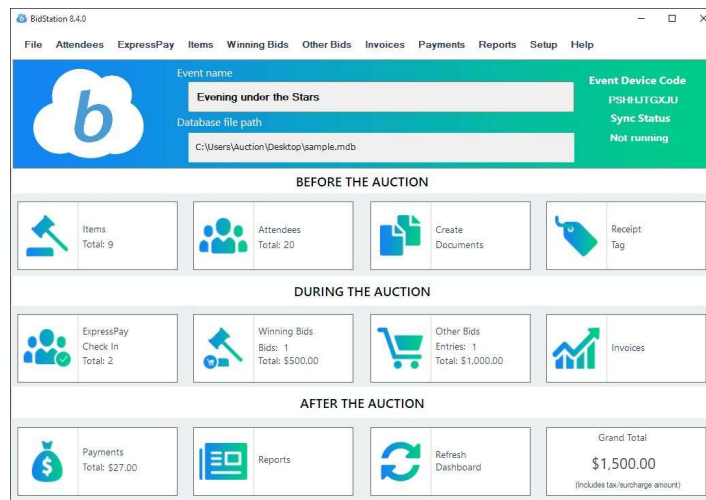 BidStation 8.4.0
File Attendees ExpressPay Items Winning Bids Other Bids Invoices Payments Reports Setup Help
b
Event name
Evening under the Stars
Database file path
C:\Users\Auction\Desktop\sample.mdb
Event Device Code
PSHHJTGXJU
Sync Status
Not running
BEFORE THE AUCTION
Items
Total: 9
Attendees
Total: 20
Create
Documents
Receipt
Tag
DURING THE AUCTION
ExpressPay
Check In
Total: 2
Winning Bids
Bids: 1
Total: $500.00
Other Bids
Entries: 1
Total: $1,000.00
Invoices
AFTER THE AUCTION
Payments
Total: $27.00
Reports
Refresh
Dashboard
Grand Total
$1,500.00
(Includes tax/surcharge amount)